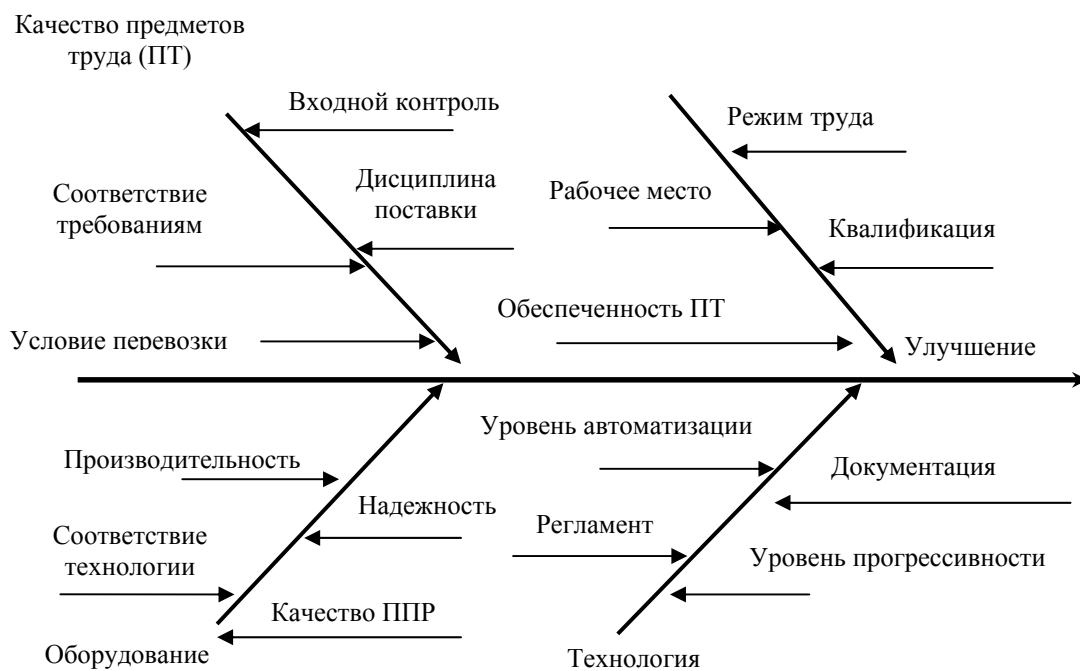 Качество предметов
труда (ПТ)
Входной контроль
Режим труда
Соответствие
требованиям
Дисциплина
поставки
Рабочее место
Квалификация
Обеспеченность ПТ
Условие перевозки
Улучшение
Уровень автоматизации
Производительность
Документация
Надежность
Регламент
Соответствие
технологии
Уровень прогрессивности
Качество ППР
Оборудование
Технология